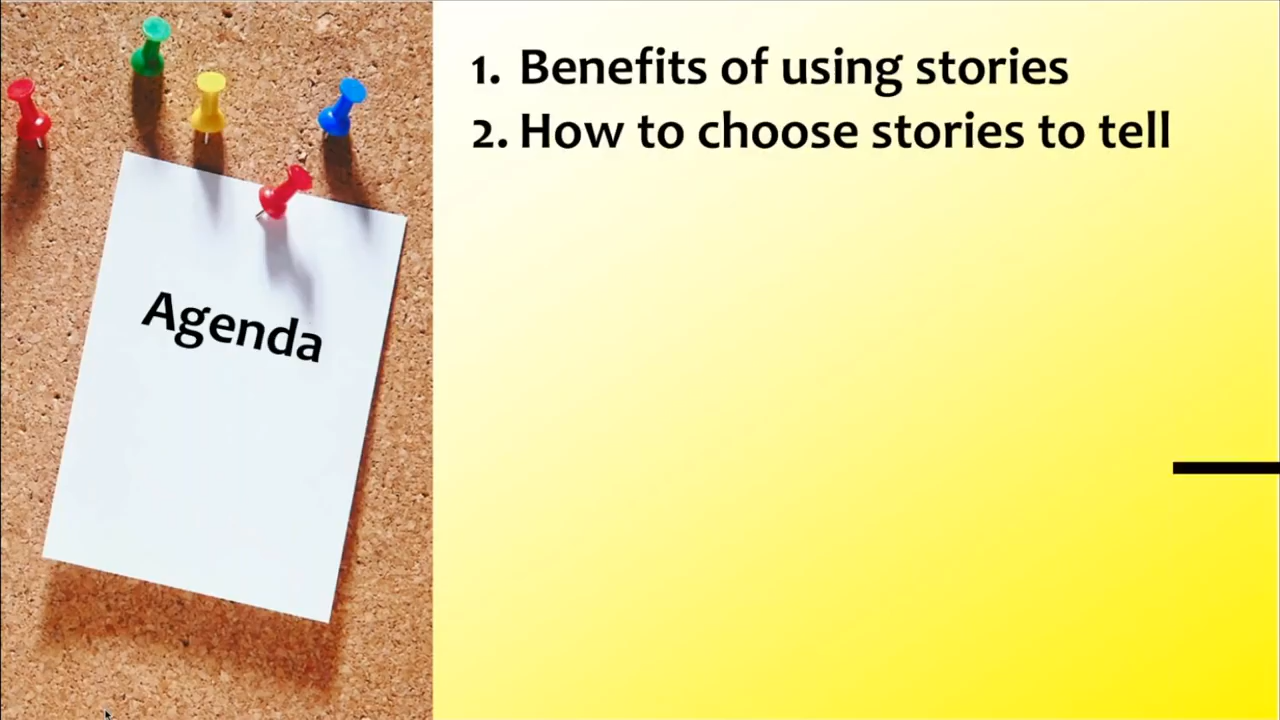 Agenda
1. Benefits of using stories
2. How to choose stories to tell